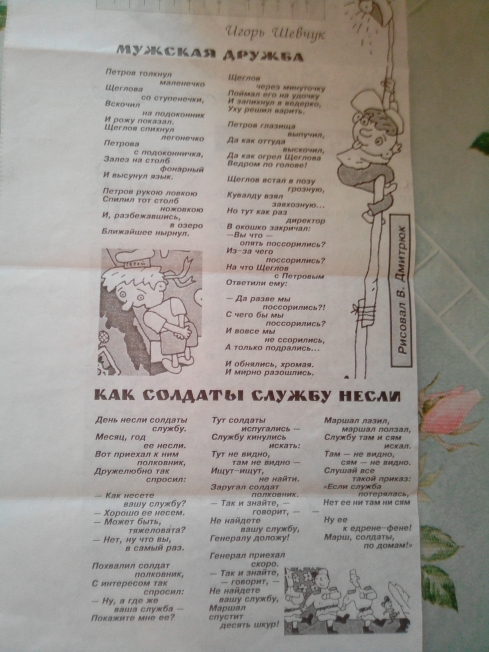 Игорь Шевчук
МУЖСКАЯ ДРУЖБА
Петров толкнул
маленечко
Щеглова
со ступенечки,
Вскочил
на подоконник
И рожу показал.
Щеглов спихнул
легонечко
Петрова
с подоконничка,
Залез на столб
фонарный
И высунул язык.
Петров рукою ловкою
Спилил тот столб
ножовкою
И, разбежавшись,
в озеро
Ближайшее нырнул.
Щеглов
через минуточку
Поймал его на удочку
И запихнул в ведерко,
Уху решил варить.
Петров глазища
выпучил,
Да как оттуда
выскочил,
Да как огрел Щеглова
Ведром по голове!
Щеглов встал в позу
грозную,
Кувалду взял
завхозную...
Но тут как раз
директор
В окошко закричал:
—Вы что —
опять поссорились?
Из-за чего
поссорились?
На что Щеглов
с Петровым
Ответили ему:
— Да разве мы
поссорились?!
С чего бы мы
поссорились?
И вовсе мы
не ссорились,
А только подрались...
И обнялись, хромая.
И мирно разошлись.
Рисовал В. Дмитрюк
КАК СОЛДАТЫ СЛУЖБУ НЕСЛИ
День несли солдаты
службу.
Месяц, год
ее несли.
Вот приехал к ним
полковник,
Дружелюбно так
спросил:
— Как несете
вашу службу?
— Хорошо ее несем.
— Может быть,
тяжеловата?
— Нет, ну что вы,
в самый раз.
Похвалил солдат
полковник,
С интересом так
спросил:
— Ну, а где же
ваша служба —
Покажите мне ее?
Тут солдаты
испугались —
Службу кинулись
искать:
Тут не видно,
там не видно —
Ищут-ищут,
не найти.
Заругал солдат
полковник.
— Так и знайте, —
говорит, —
Не найдете
вашу службу,
Генералу доложу!
Генерал приехал
скоро.
— Так и знайте,
— говорит, —
Не найдете
вашу службу,
Маршал
спустит
десять шкур!
Маршал лазил,
маршал ползал,
Службу там и сям
искал.
Там — не видно,
сям — не видно.
Слушай все
такой приказ:
«Если служба
потерялась,
Нет ее ни там ни сям
—
Ну ее
к едрене-фене!
Марш, солдаты,
по домам!»